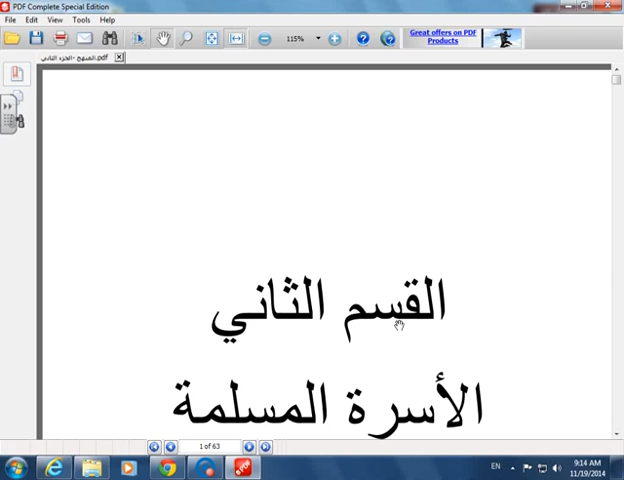 PDF Complete Special Edition
File Edit View Tools Help
115%
Great offers on PDF Products
المنهج -الجزء الثاني.pdf
القسم الثاني
الأسرة المسلمة
1 of 63
EN
9:14 AM
11/19/2014